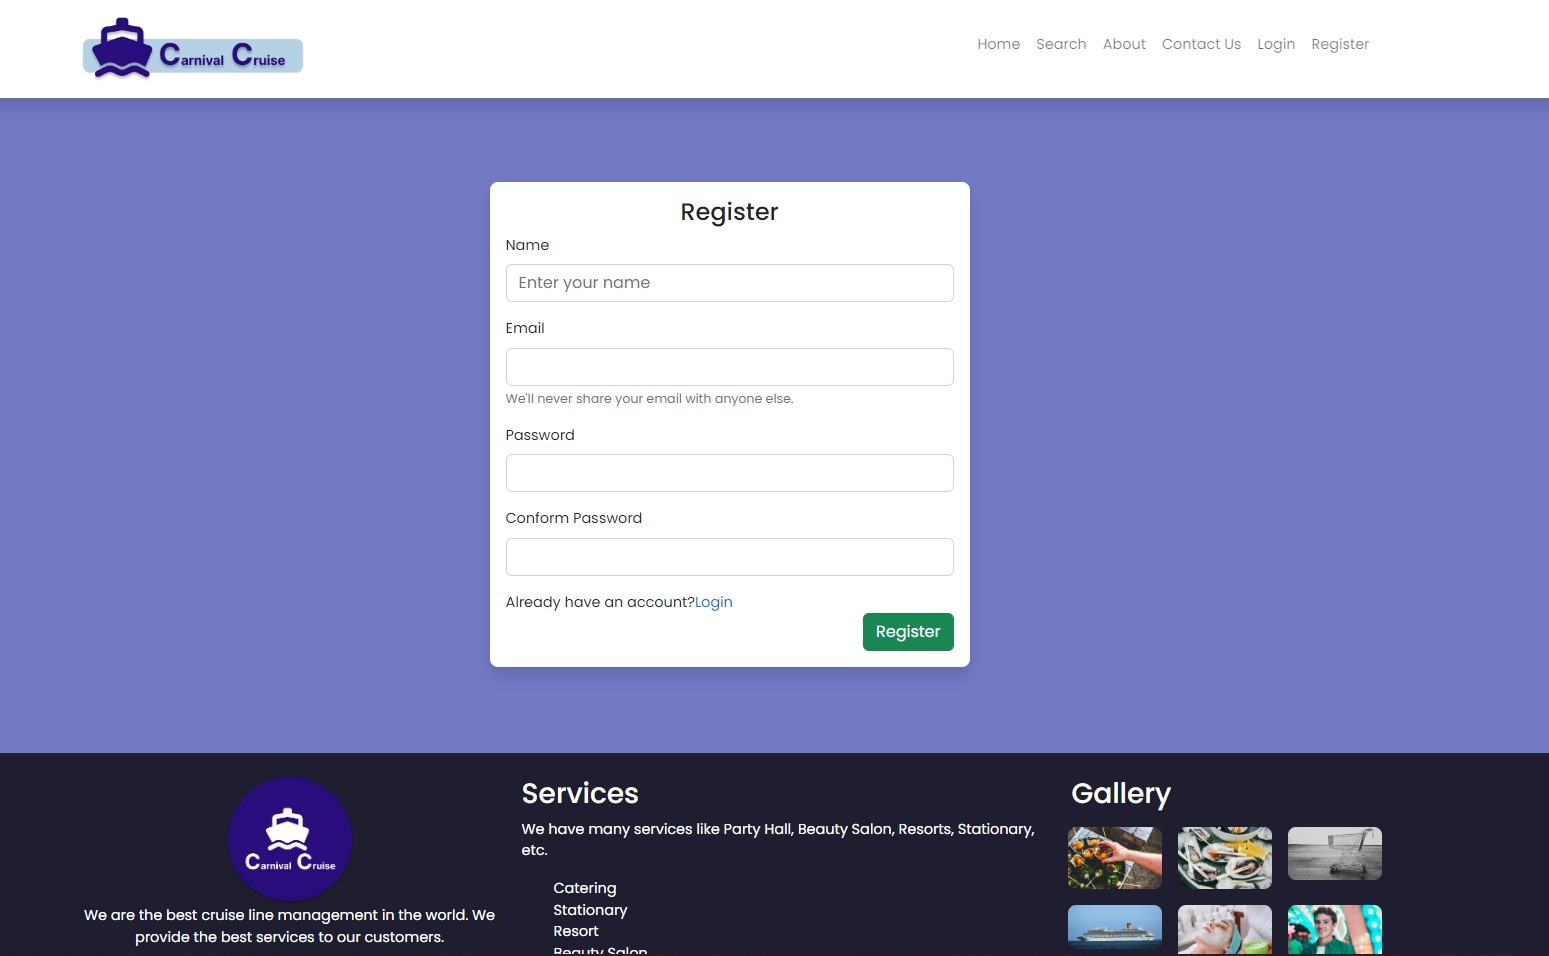 Carnival Cruise
Home Search About Contact Us Login Register
Register
Name
Enter your name
Email
We'll never share your email with anyone else.
Password
Conform Password
Already have an account?Login
Register
Carnival Cruise
We are the best cruise line management in the world. We
provide the best services to our customers.
Services
We have many services like Party Hall, Beauty Salon, Resorts, Stationary,
etc.
Catering
Stationary
Resort
Beauty Salon
Gallery